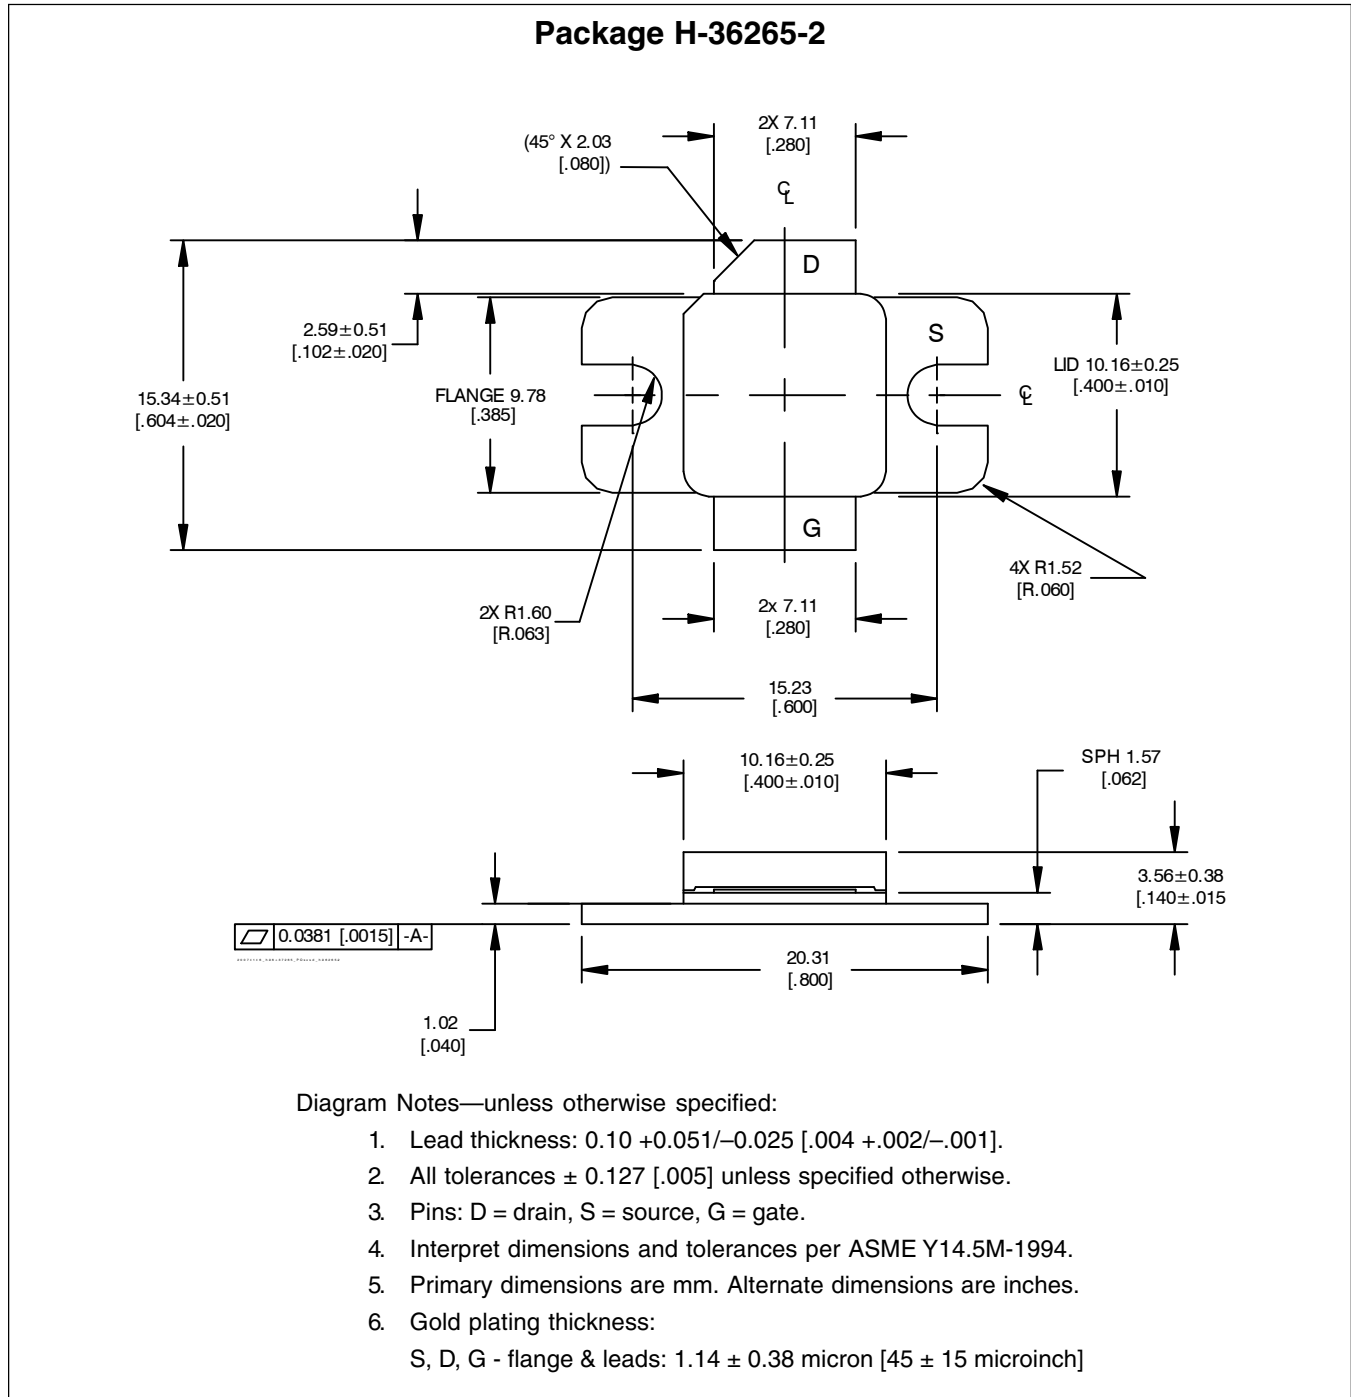 Package H-36265-2
2X 7.11
[.280]
(45° X 2.03
[.080])
℄
D
2.59±0.51
[.102±.020]
S
15.34±0.51
[.604±.020]
FLANGE 9.78
[.385]
LID 10.16±0.25
[.400±.010]
℄
G
4X R1.52
[R.060]
2X R1.60
[R.063]
2x 7.11
[.280]
15.23
[.600]
10.16±0.25
[.400±.010]
SPH 1.57
[.062]
3.56±0.38
[.140±.015
0.0381 [.0015] -A-
20.31
[.800]
1.02
[.040]
Diagram Notes—unless otherwise specified:
1. Lead thickness: 0.10 +0.051/–0.025 [.004 +.002/–.001].
2. All tolerances ± 0.127 [.005] unless specified otherwise.
3. Pins: D = drain, S = source, G = gate.
4. Interpret dimensions and tolerances per ASME Y14.5M-1994.
5. Primary dimensions are mm. Alternate dimensions are inches.
6. Gold plating thickness:
S, D, G - flange & leads: 1.14 ± 0.38 micron [45 ± 15 microinch]